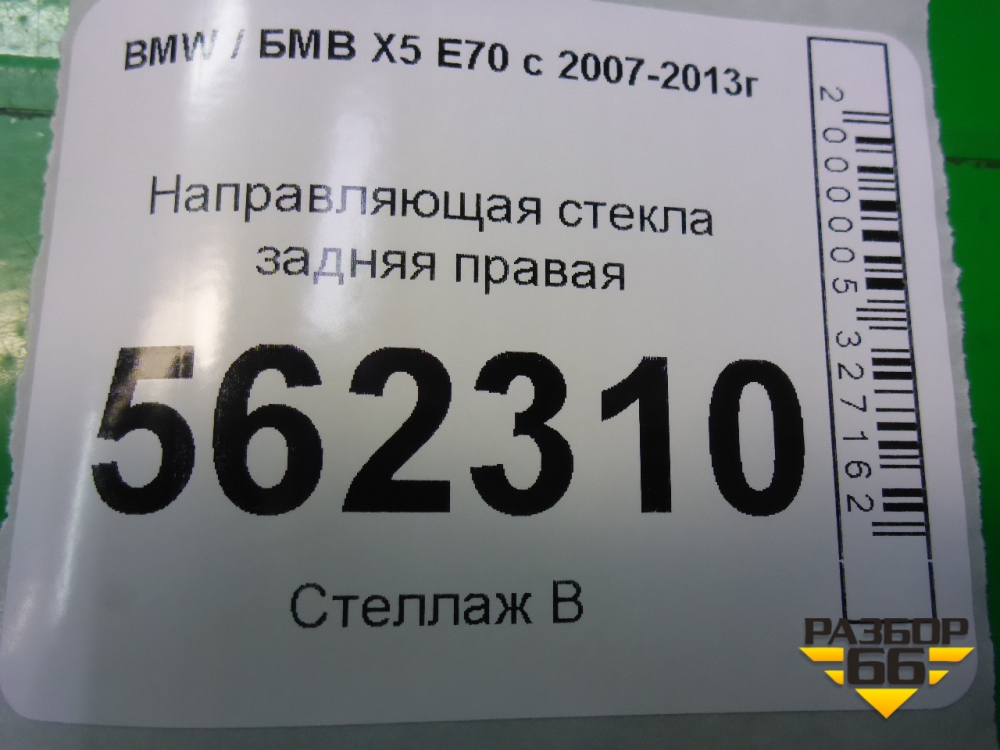 BMW / БМВ X5 E70 с 2007-2013г
Направляющая стекла
задняя правая
562310
Стеллаж В
2000005327162
РАЗБОР
66